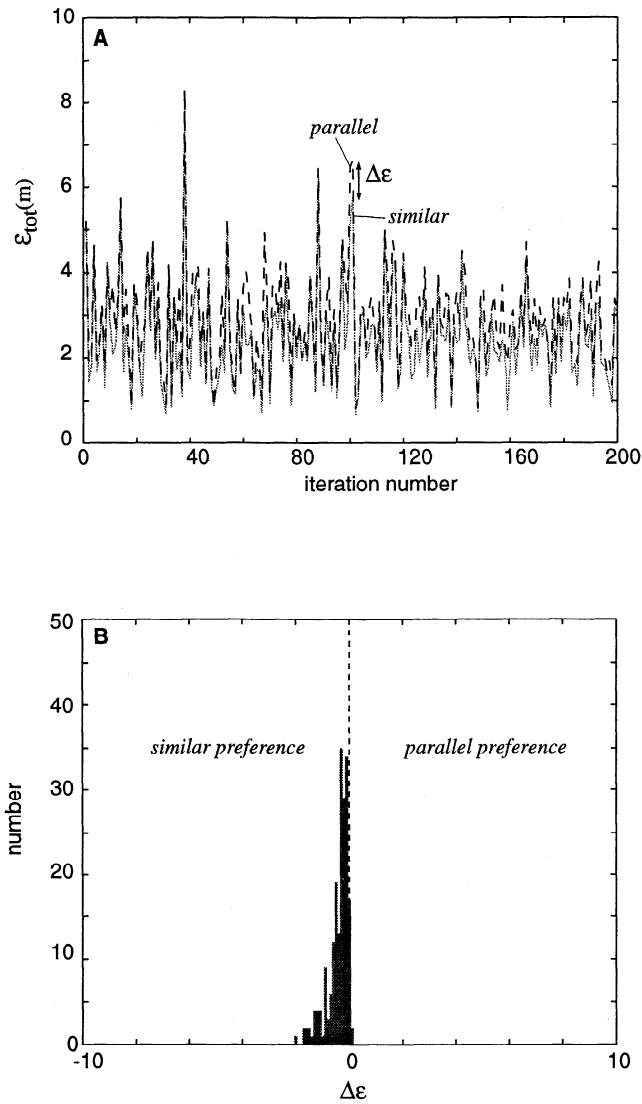 A
10
8
6
4
2
0
ε_tot(m)
parallel
Δε
similar
0 40 80 120 160 200
iteration number
B
50
40
30
20
10
0
number
similar preference
parallel preference
-10 0 10
Δε